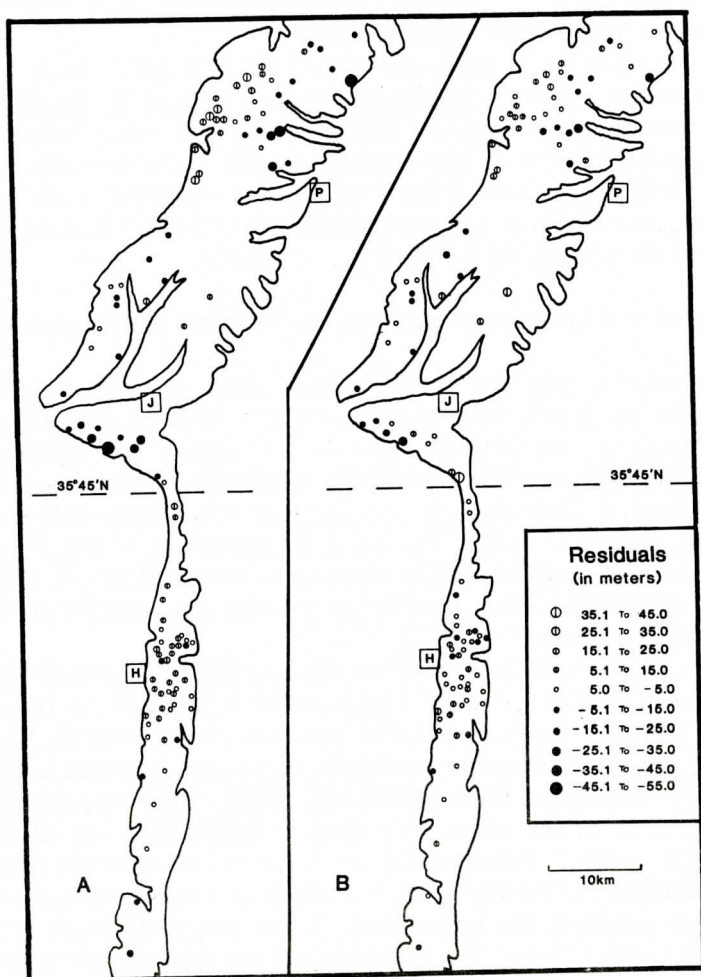 P
P
J
J
35°45'N
35°45'N
Residuals
(in meters)
35.1 To 45.0
25.1 To 35.0
15.1 To 25.0
5.1 To 15.0
5.0 To -5.0
-5.1 To -15.0
-15.1 To -25.0
-25.1 To -35.0
-35.1 To -45.0
-45.1 To -55.0
H
H
A
B
10km